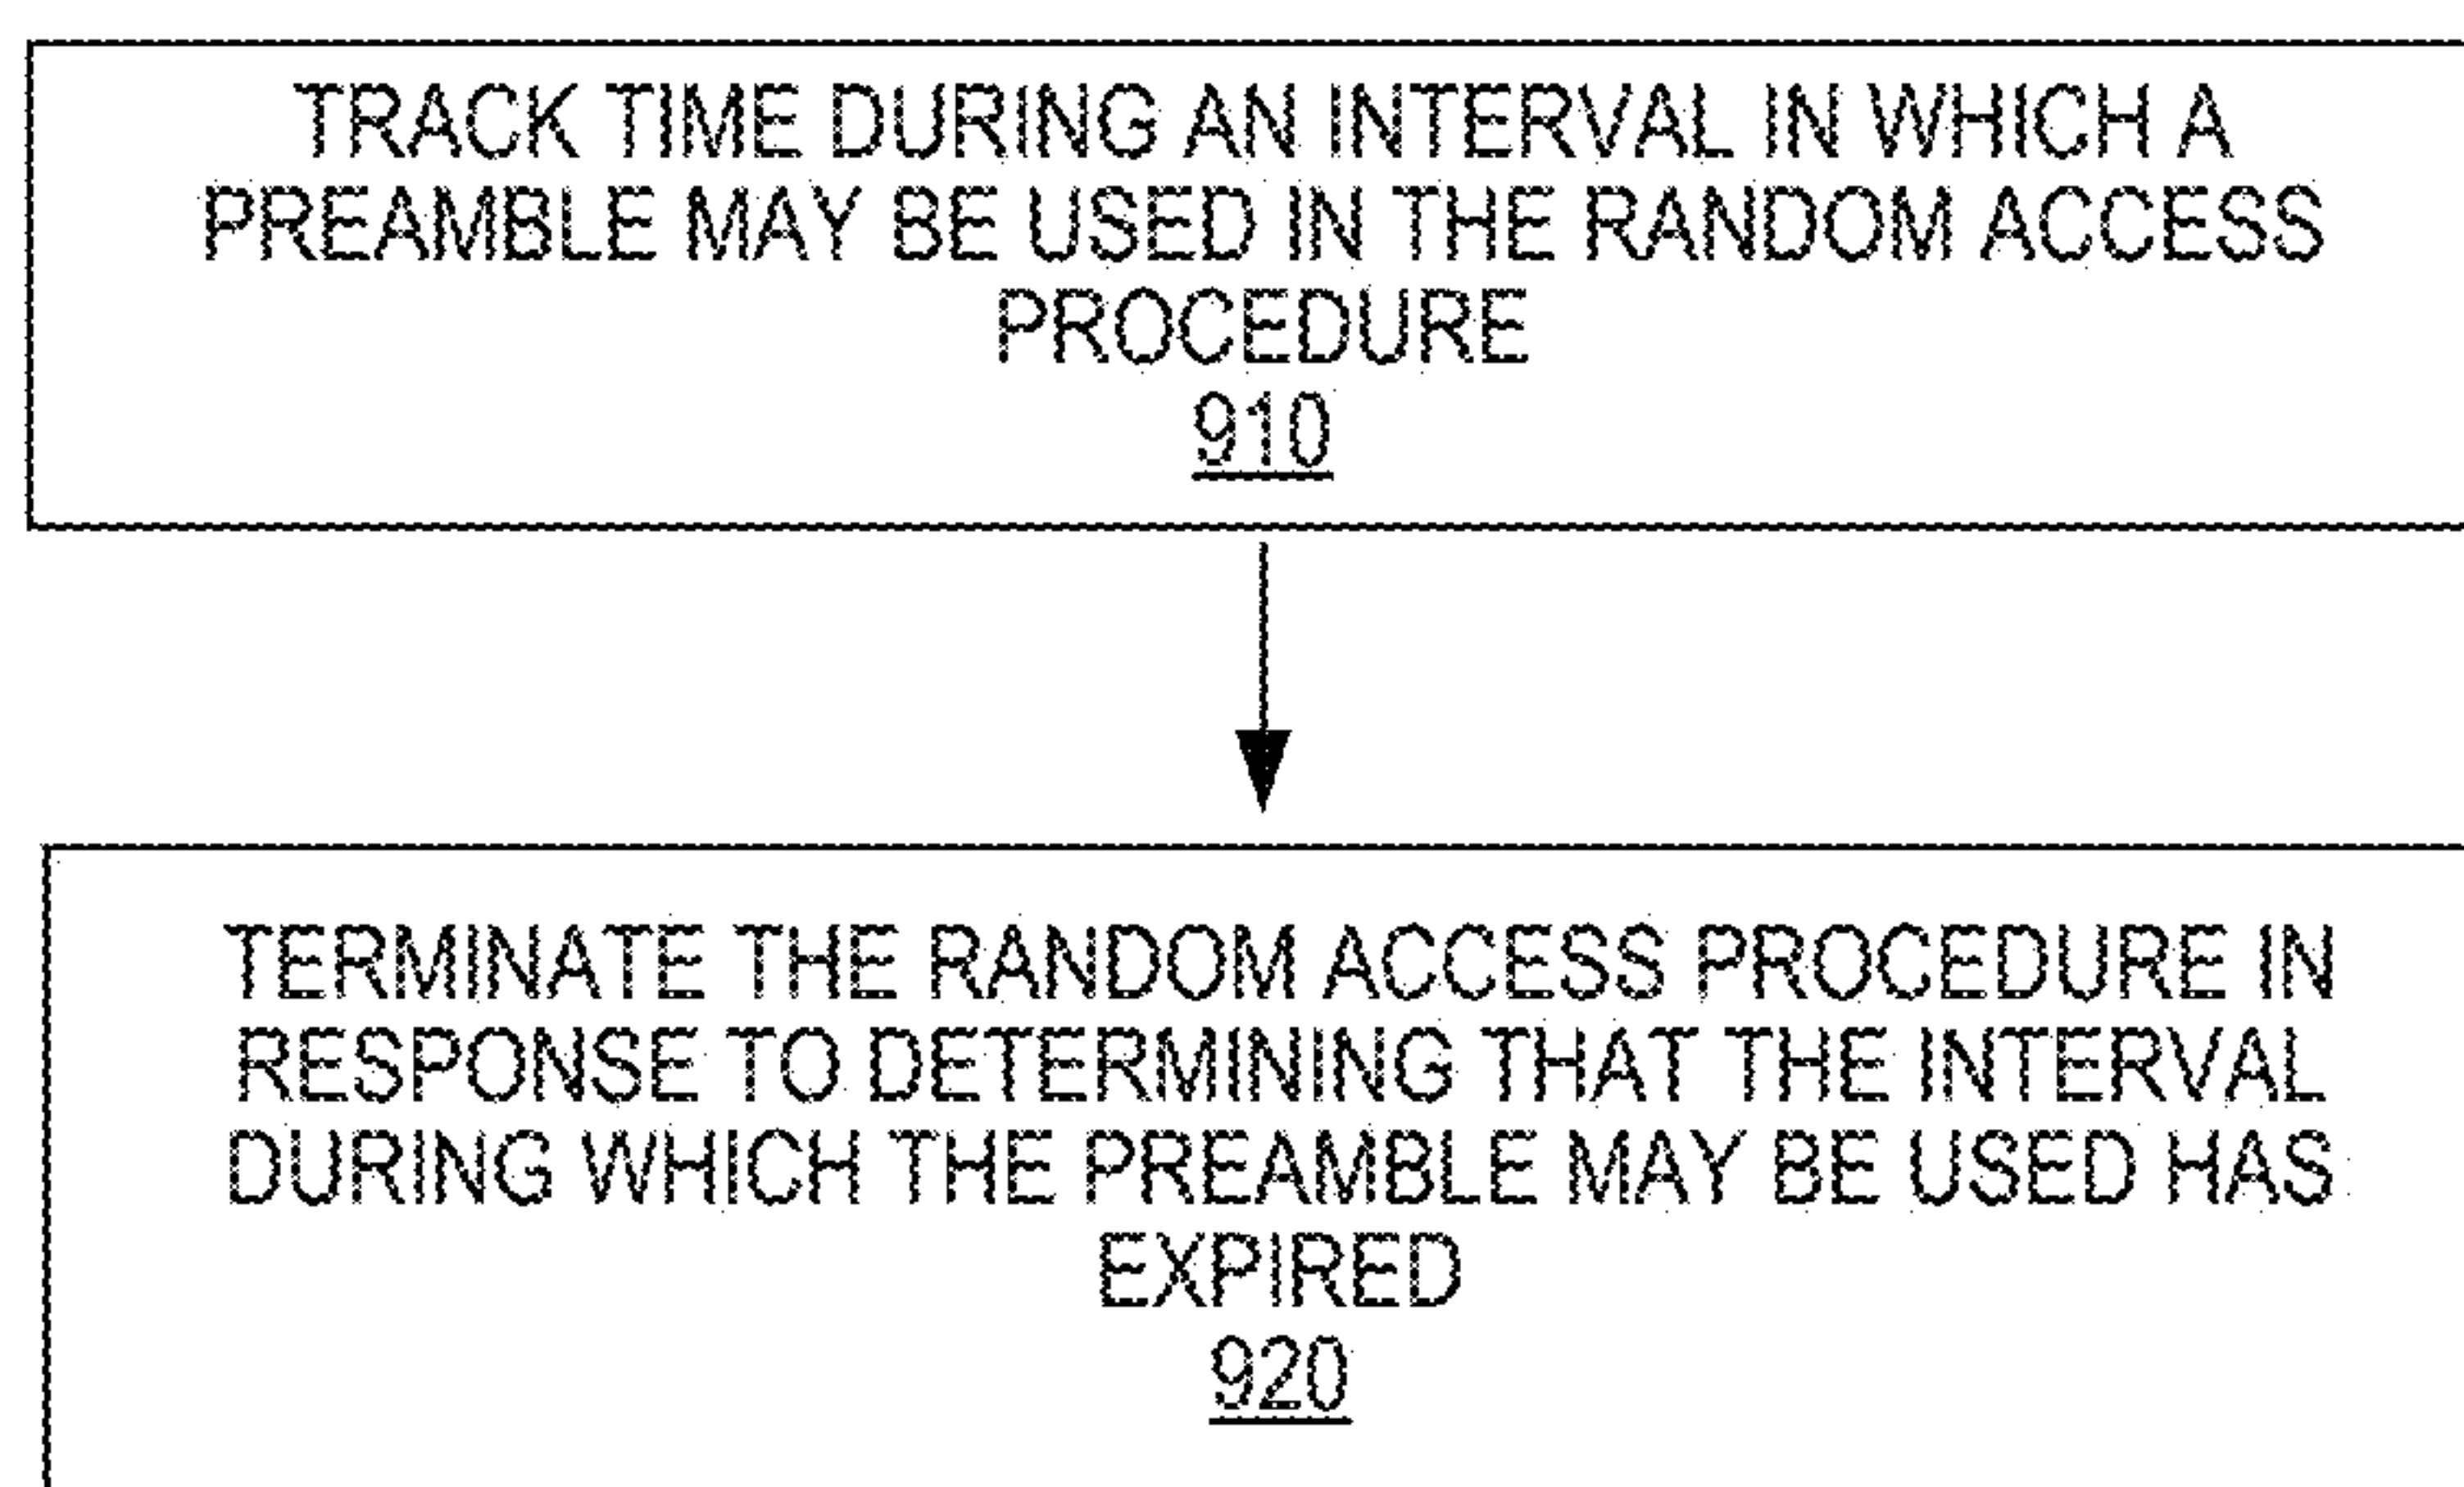 TRACK TIME DURING AN INTERVAL IN WHICH A
PREAMBLE MAY BE USED IN THE RANDOM ACCESS
PROCEDURE
910
TERMINATE THE RANDOM ACCESS PROCEDURE IN
RESPONSE TO DETERMINING THAT THE INTERVAL
DURING WHICH THE PREAMBLE MAY BE USED HAS
EXPIRED
920